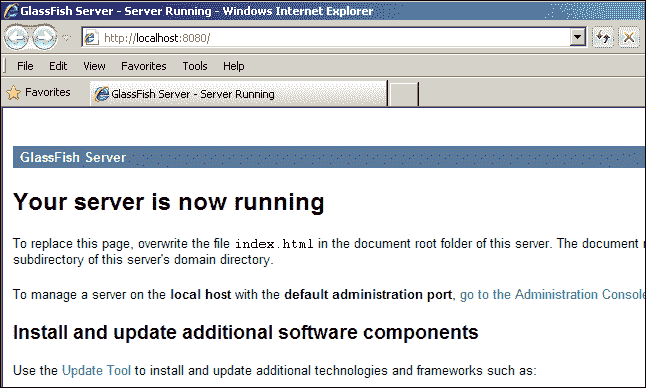 GlassFish Server - Server Running - Windows Internet Explorer
http://localhost:8080/
File Edit View Favorites Tools Help
Favorites GlassFish Server - Server Running
GlassFish Server
Your server is now running
To replace this page, overwrite the file index.html in the document root folder of this server. The document
subdirectory of this server's domain directory.
To manage a server on the local host with the default administration port, go to the Administration Console
Install and update additional software components
Use the Update Tool to install and update additional technologies and frameworks such as: